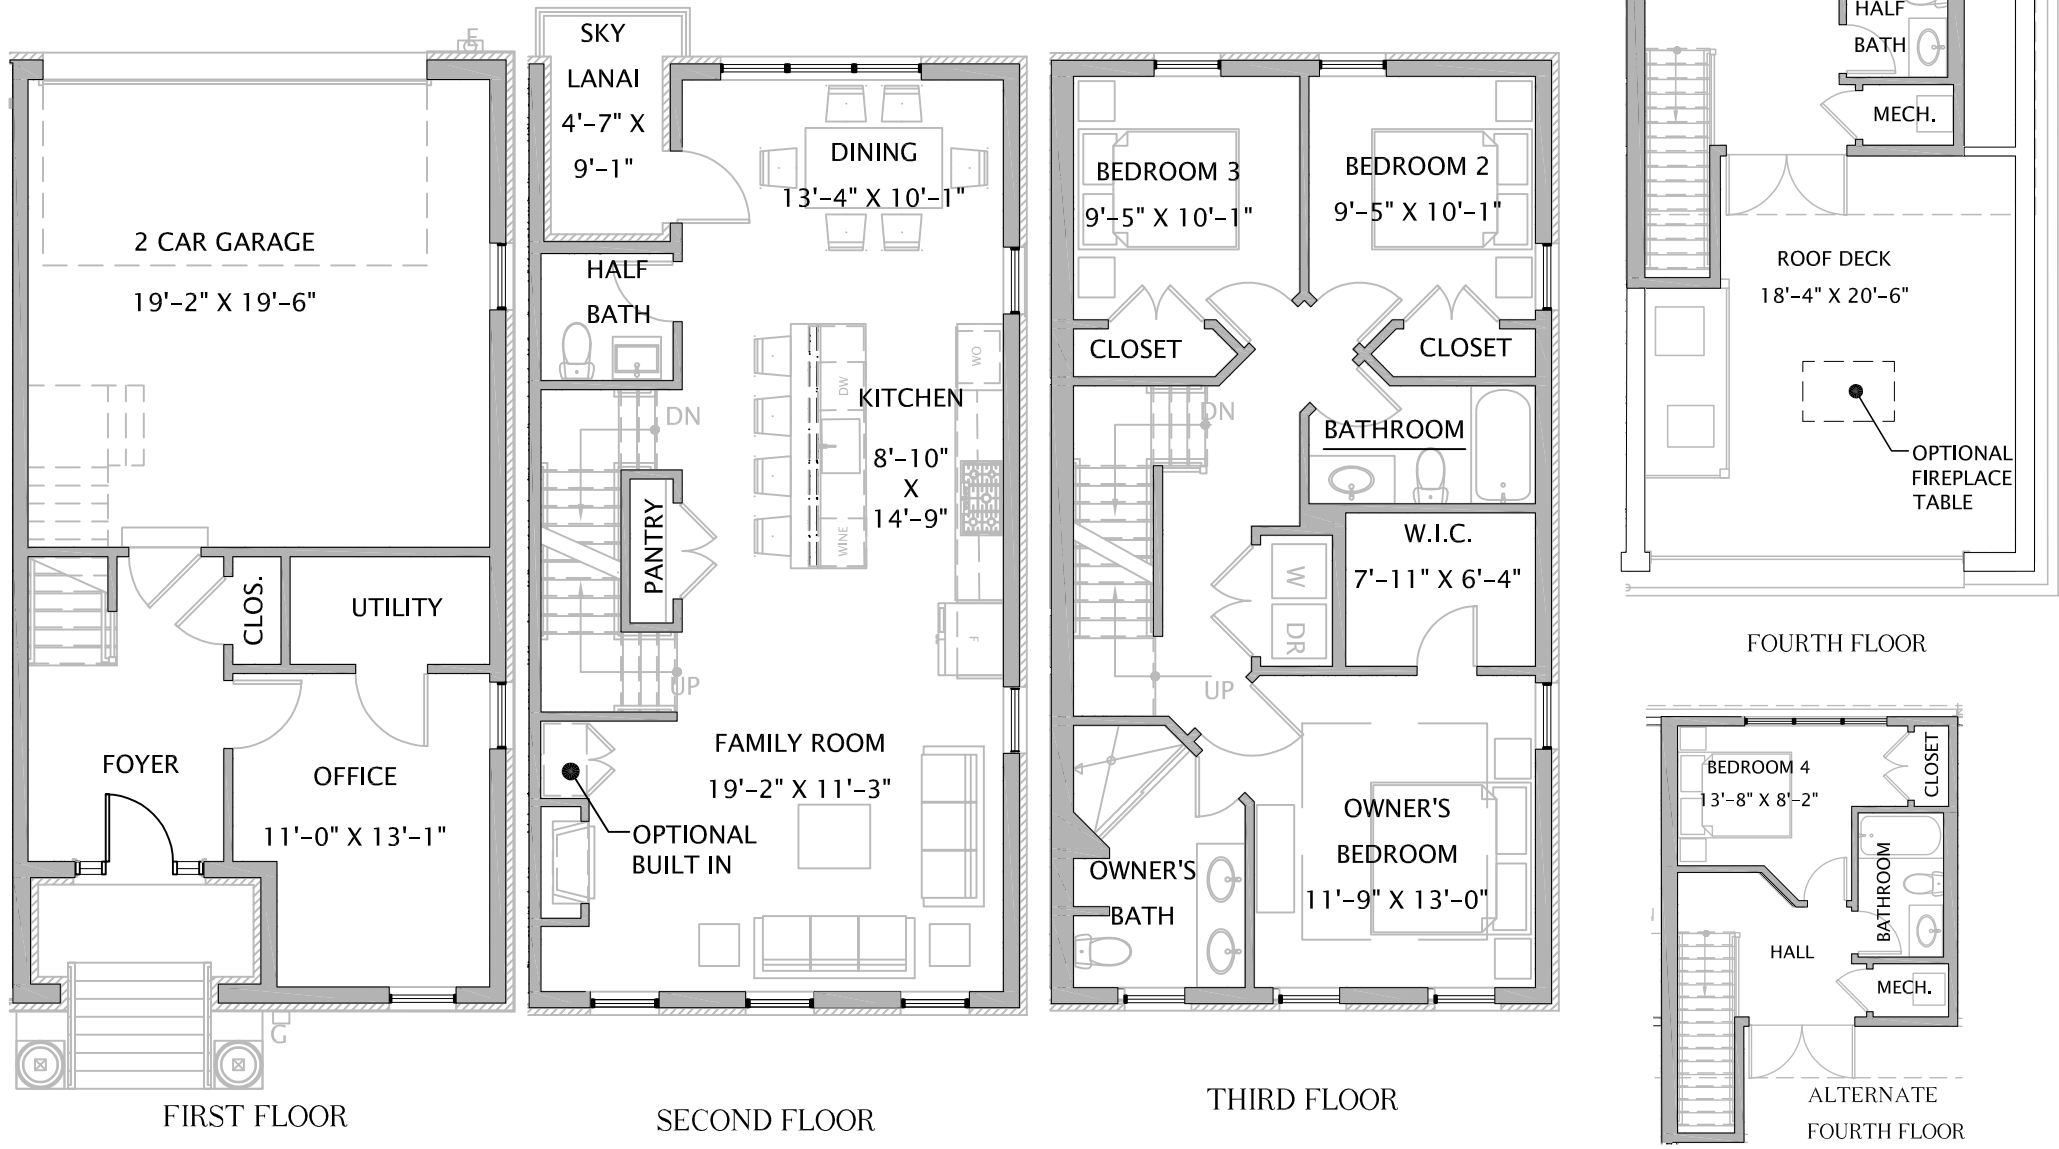 E
2 CAR GARAGE
19'-2" X 19'-6"
CLOS.
UTILITY
FOYER
OFFICE
11'-0" X 13'-1"
G
FIRST FLOOR
SKY
LANAI
4'-7" X
9'-1"
DINING
13'-4" X 10'-1"
HALF
BATH
WO
DW
KITCHEN
8'-10"
X
14'-9"
DN
PANTRY
WINE
F
UP
FAMILY ROOM
19'-2" X 11'-3"
OPTIONAL
BUILT IN
SECOND FLOOR
BEDROOM 3
9'-5" X 10'-1"
BEDROOM 2
9'-5" X 10'-1"
CLOSET
CLOSET
DN
BATHROOM
W.I.C.
7'-11" X 6'-4"
W
DR
UP
OWNER'S
BEDROOM
11'-9" X 13'-0"
OWNER'S
BATH
THIRD FLOOR
HALF
BATH
MECH.
ROOF DECK
18'-4" X 20'-6"
OPTIONAL
FIREPLACE
TABLE
FOURTH FLOOR
BEDROOM 4
13'-8" X 8'-2"
CLOSET
BATHROOM
HALL
MECH.
ALTERNATE
FOURTH FLOOR